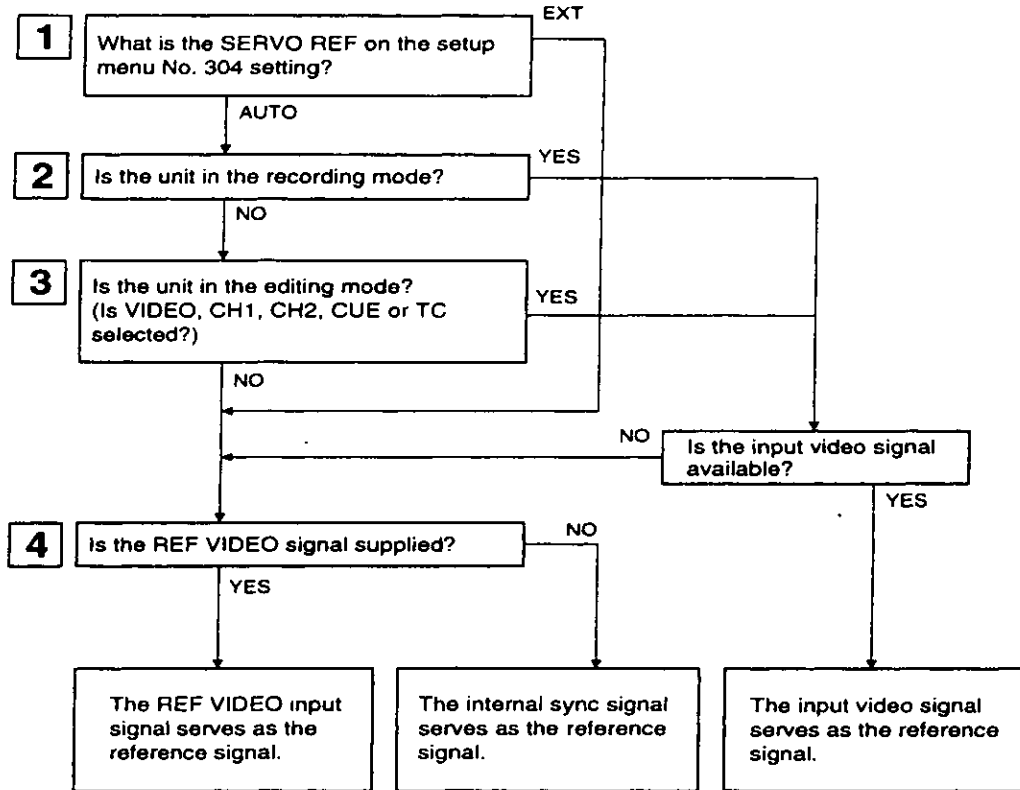 EXT
1
What is the SERVO REF on the setup
menu No. 304 setting?
AUTO
2
Is the unit in the recording mode?
YES
NO
3
Is the unit in the editing mode?
(Is VIDEO, CH1, CH2, CUE or TC
selected?)
YES
NO
NO
Is the input video signal
available?
YES
4
Is the REF VIDEO signal supplied?
NO
YES
The REF VIDEO input
signal serves as the
reference signal.
The internal sync signal
serves as the reference
signal.
The input video signal
serves as the reference
signal.